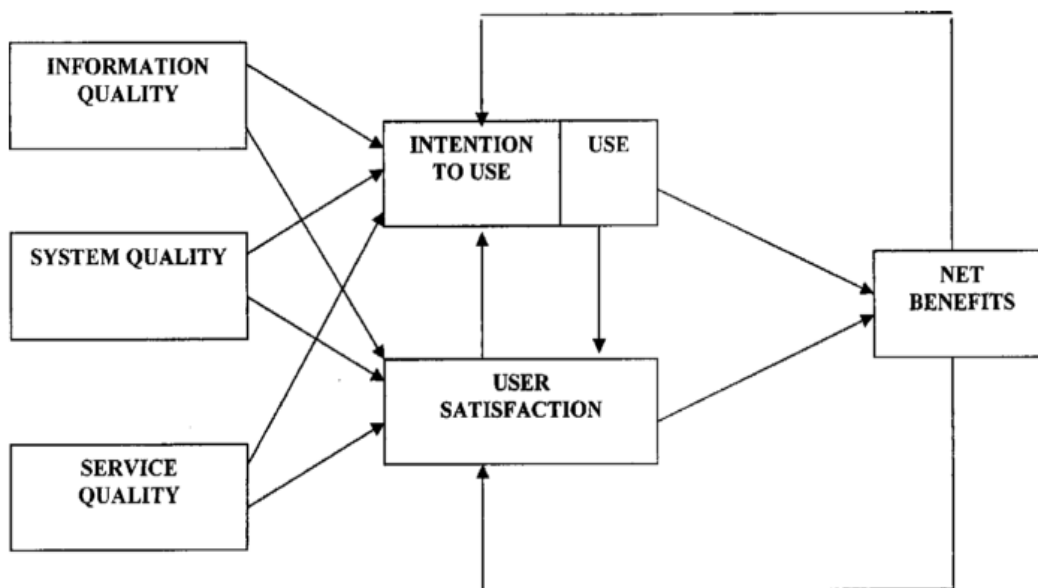 INFORMATION
QUALITY
SYSTEM QUALITY
SERVICE
QUALITY
INTENTION
TO USE
USE
USER
SATISFACTION
NET
BENEFITS